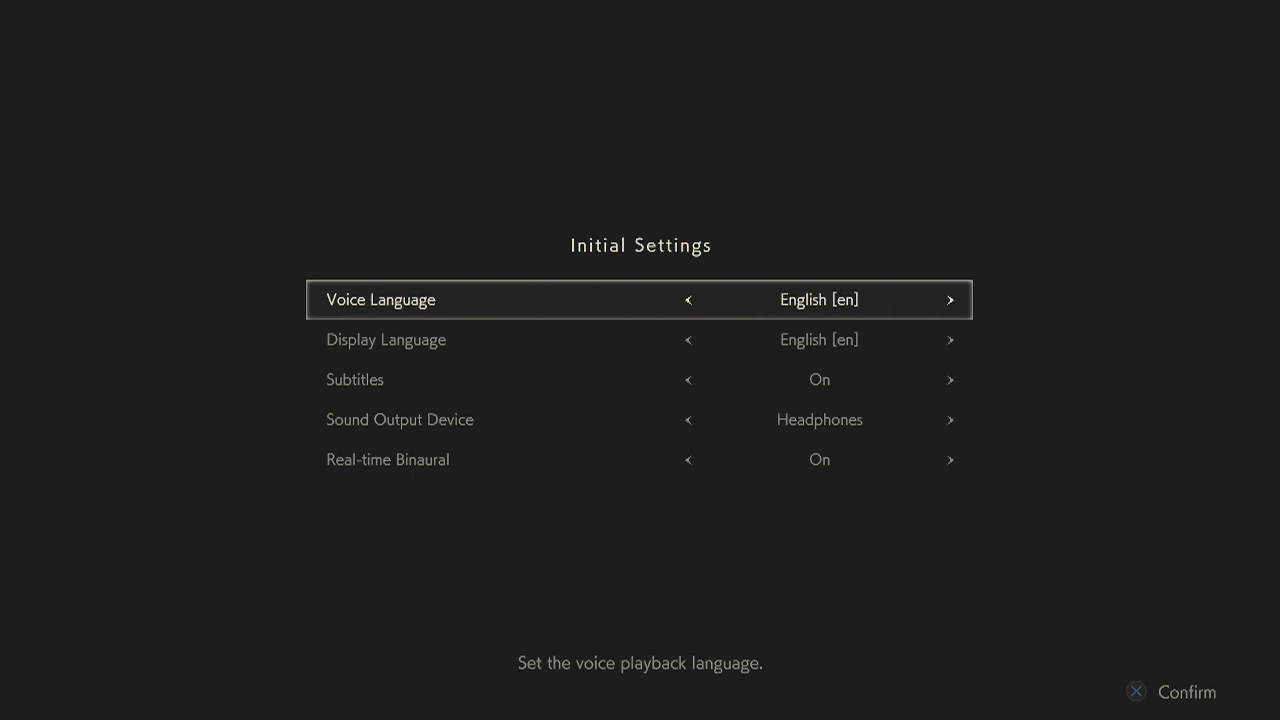 Initial Settings
Voice Language < English [en] >
Display Language < English [en] >
Subtitles < On >
Sound Output Device < Headphones >
Real-time Binaural < On >
Set the voice playback language.
Confirm